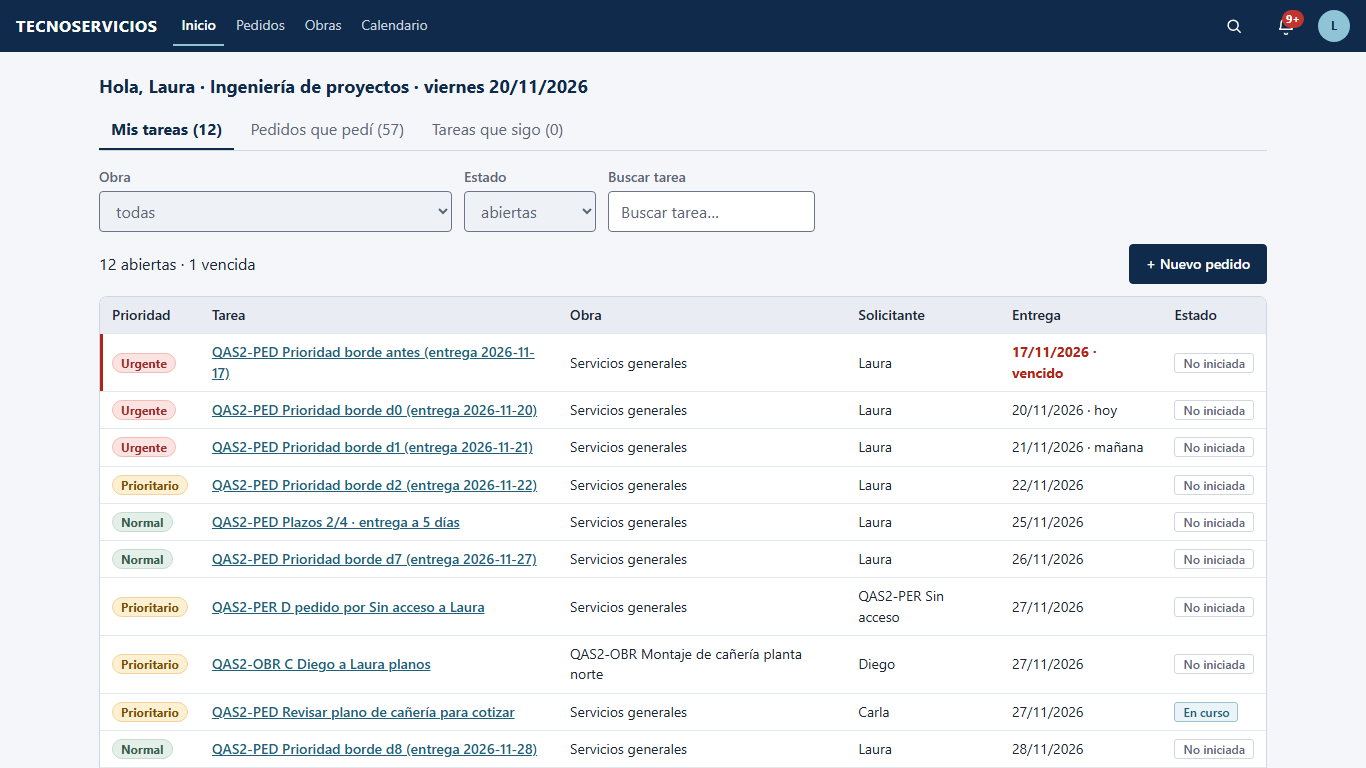 TECNOSERVICIOS Inicio Pedidos Obras Calendario 9+ L
Hola, Laura · Ingeniería de proyectos · viernes 20/11/2026
Mis tareas (12) Pedidos que pedí (57) Tareas que sigo (0)
Obra Estado Buscar tarea
todas abiertas Buscar tarea...
12 abiertas · 1 vencida + Nuevo pedido
Prioridad Tarea Obra Solicitante Entrega Estado
Urgente QAS2-PED Prioridad borde antes (entrega 2026-11-
17) Servicios generales Laura 17/11/2026 ·
vencido No iniciada
Urgente QAS2-PED Prioridad borde d0 (entrega 2026-11-20) Servicios generales Laura 20/11/2026 · hoy No iniciada
Urgente QAS2-PED Prioridad borde d1 (entrega 2026-11-21) Servicios generales Laura 21/11/2026 · mañana No iniciada
Prioritario QAS2-PED Prioridad borde d2 (entrega 2026-11-22) Servicios generales Laura 22/11/2026 No iniciada
Normal QAS2-PED Plazos 2/4 · entrega a 5 días Servicios generales Laura 25/11/2026 No iniciada
Normal QAS2-PED Prioridad borde d7 (entrega 2026-11-27) Servicios generales Laura 26/11/2026 No iniciada
Prioritario QAS2-PER D pedido por Sin acceso a Laura Servicios generales QAS2-PER Sin
acceso 27/11/2026 No iniciada
Prioritario QAS2-OBR C Diego a Laura planos QAS2-OBR Montaje de cañería planta
norte Diego 27/11/2026 No iniciada
Prioritario QAS2-PED Revisar plano de cañería para cotizar Servicios generales Carla 27/11/2026 En curso
Normal QAS2-PED Prioridad borde d8 (entrega 2026-11-28) Servicios generales Laura 28/11/2026 No iniciada